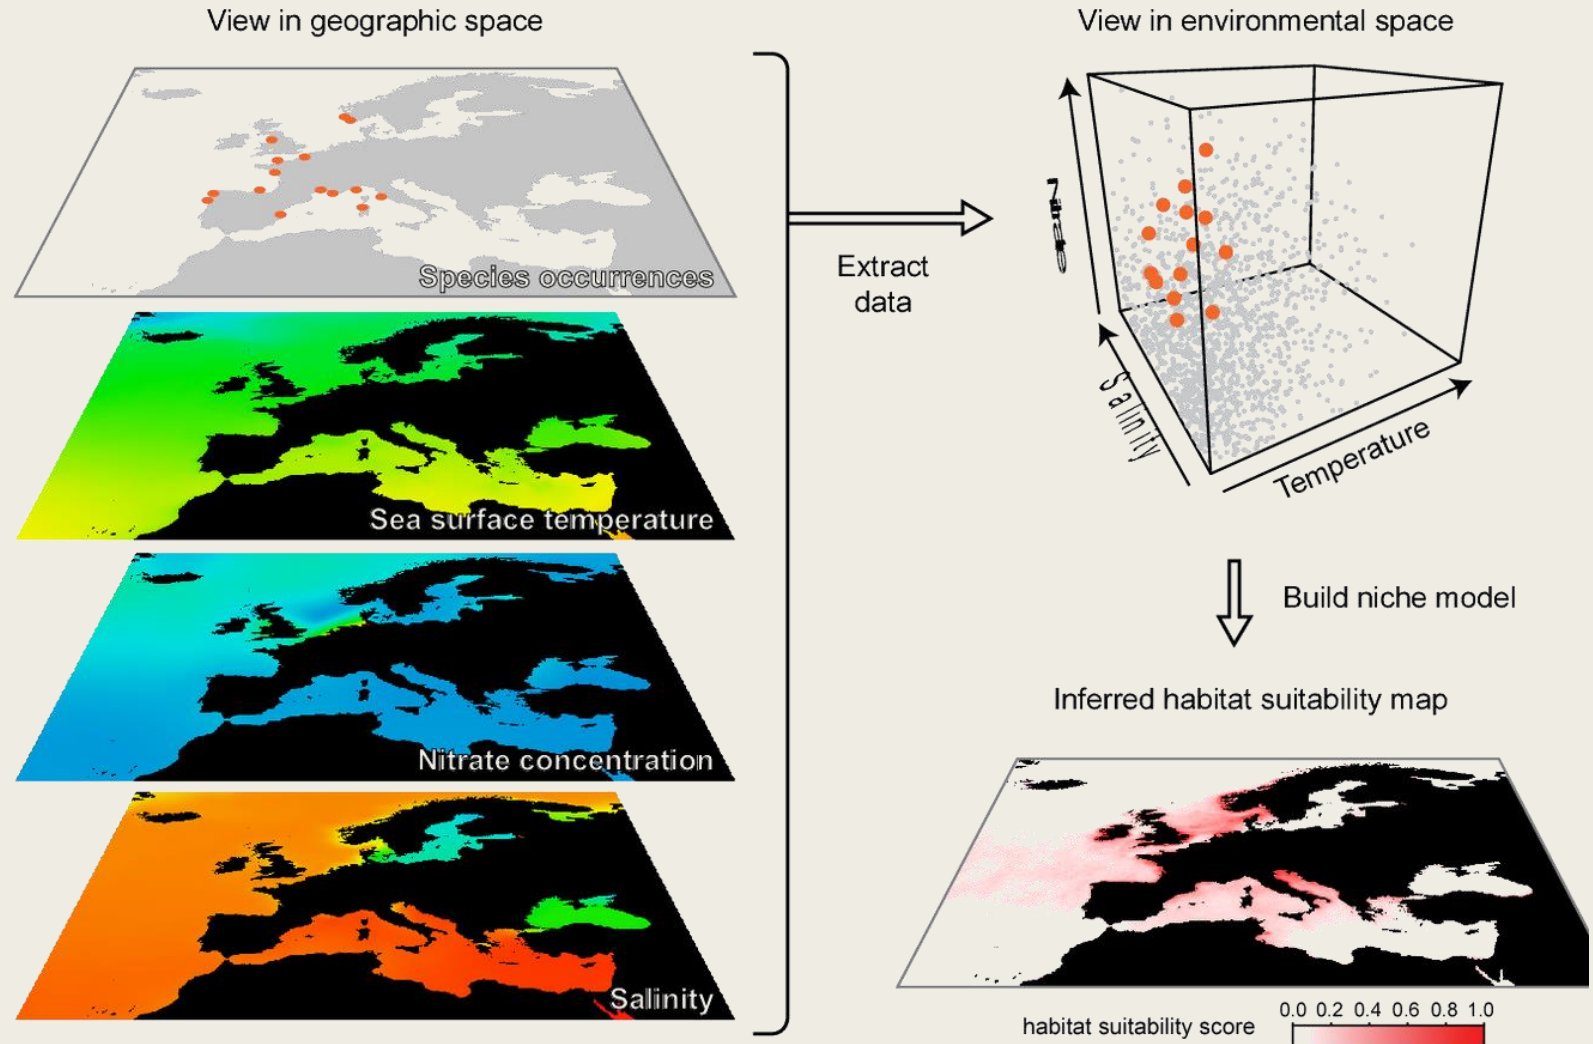 View in geographic space
Species occurrences
Sea surface temperature
Nitrate concentration
Salinity
Extract
data
View in environmental space
Salinity
Temperature
Build niche model
Inferred habitat suitability map
habitat suitability score
0.0 0.2 0.4 0.6 0.8 1.0